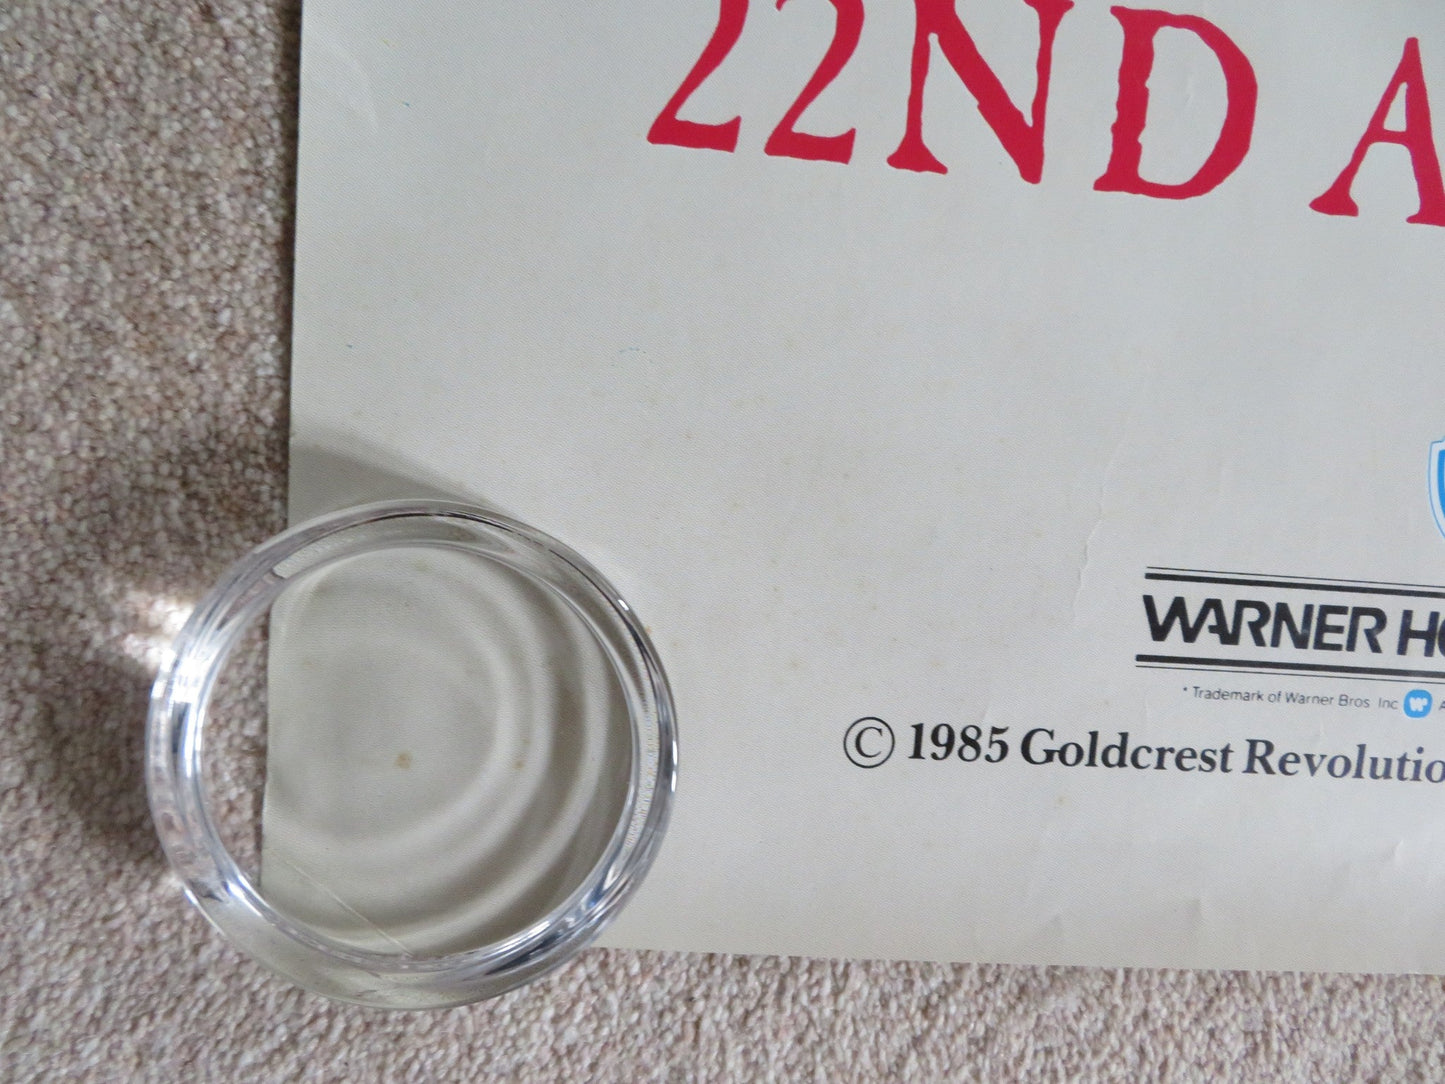 22ND A
WARNER HO
* Trademark of Warner Bros Inc A
© 1985 Goldcrest Revolutio